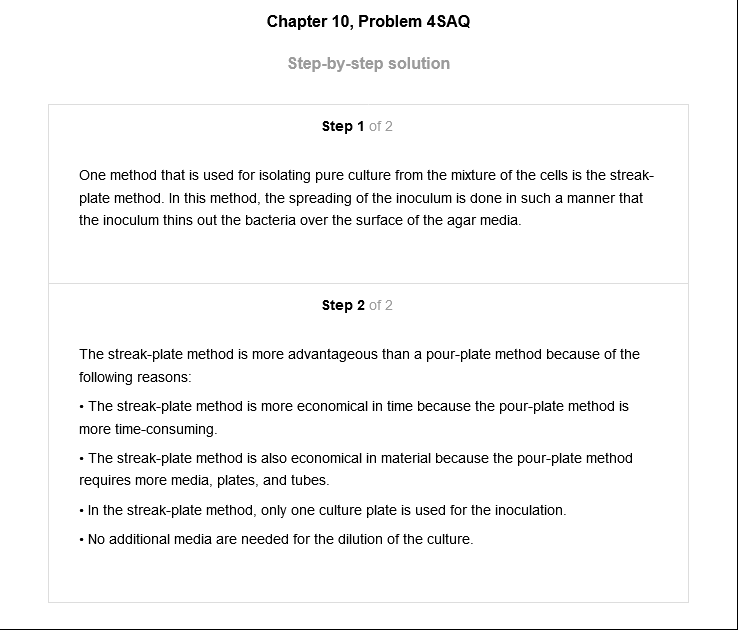 Chapter 10, Problem 4SAQ
Step-by-step solution
Step 1 of 2
One method that is used for isolating pure culture from the mixture of the cells is the streak-
plate method. In this method, the spreading of the inoculum is done in such a manner that
the inoculum thins out the bacteria over the surface of the agar media.
Step 2 of 2
The streak-plate method is more advantageous than a pour-plate method because of the
following reasons:
• The streak-plate method is more economical in time because the pour-plate method is
more time-consuming.
• The streak-plate method is also economical in material because the pour-plate method
requires more media, plates, and tubes.
• In the streak-plate method, only one culture plate is used for the inoculation.
• No additional media are needed for the dilution of the culture.